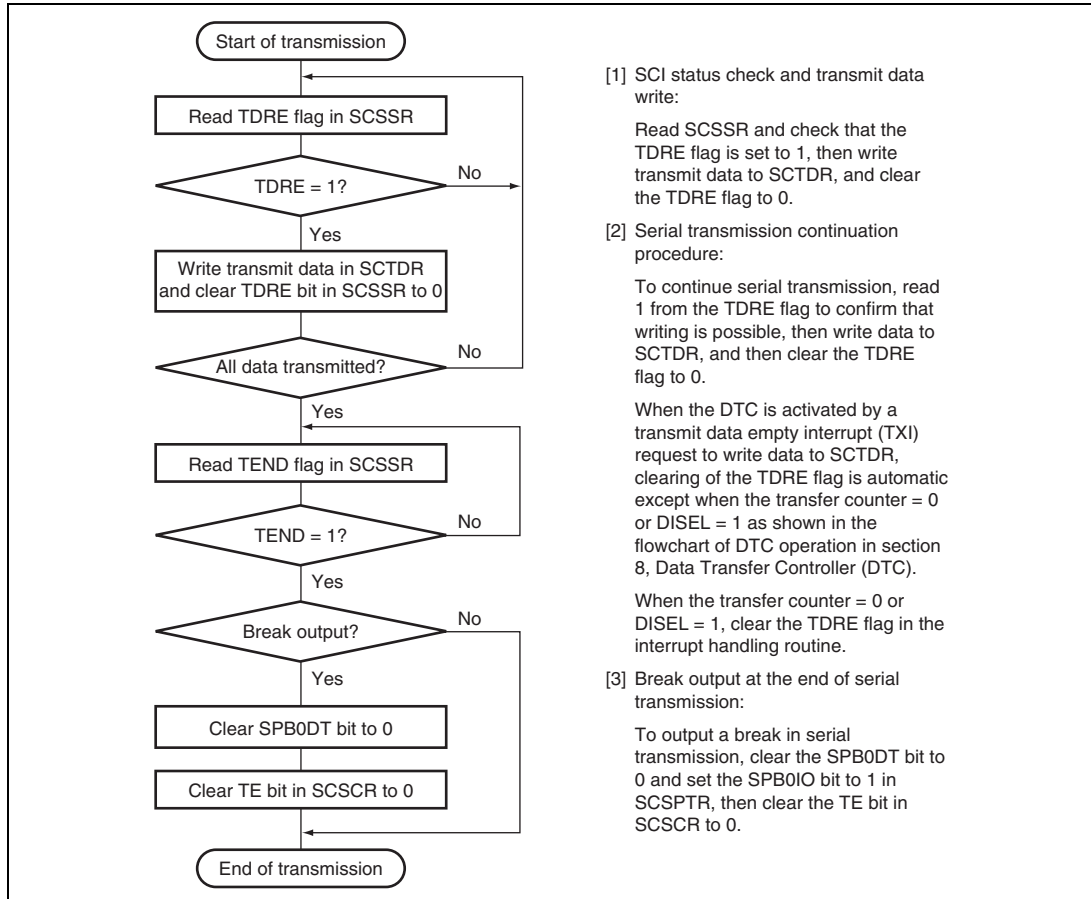 Start of transmission
Read TDRE flag in SCSSR
TDRE = 1?
No
Yes
Write transmit data in SCTDR
and clear TDRE bit in SCSSR to 0
All data transmitted?
No
Yes
Read TEND flag in SCSSR
TEND = 1?
No
Yes
Break output?
No
Yes
Clear SPB0DT bit to 0
Clear TE bit in SCSCR to 0
End of transmission
[1] SCI status check and transmit data
write:
Read SCSSR and check that the
TDRE flag is set to 1, then write
transmit data to SCTDR, and clear
the TDRE flag to 0.
[2] Serial transmission continuation
procedure:
To continue serial transmission, read
1 from the TDRE flag to confirm that
writing is possible, then write data to
SCTDR, and then clear the TDRE
flag to 0.
When the DTC is activated by a
transmit data empty interrupt (TXI)
request to write data to SCTDR,
clearing of the TDRE flag is automatic
except when the transfer counter = 0
or DISEL = 1 as shown in the
flowchart of DTC operation in section
8, Data Transfer Controller (DTC).
When the transfer counter = 0 or
DISEL = 1, clear the TDRE flag in the
interrupt handling routine.
[3] Break output at the end of serial
transmission:
To output a break in serial
transmission, clear the SPB0DT bit to
0 and set the SPB0IO bit to 1 in
SCSPTR, then clear the TE bit in
SCSCR to 0.